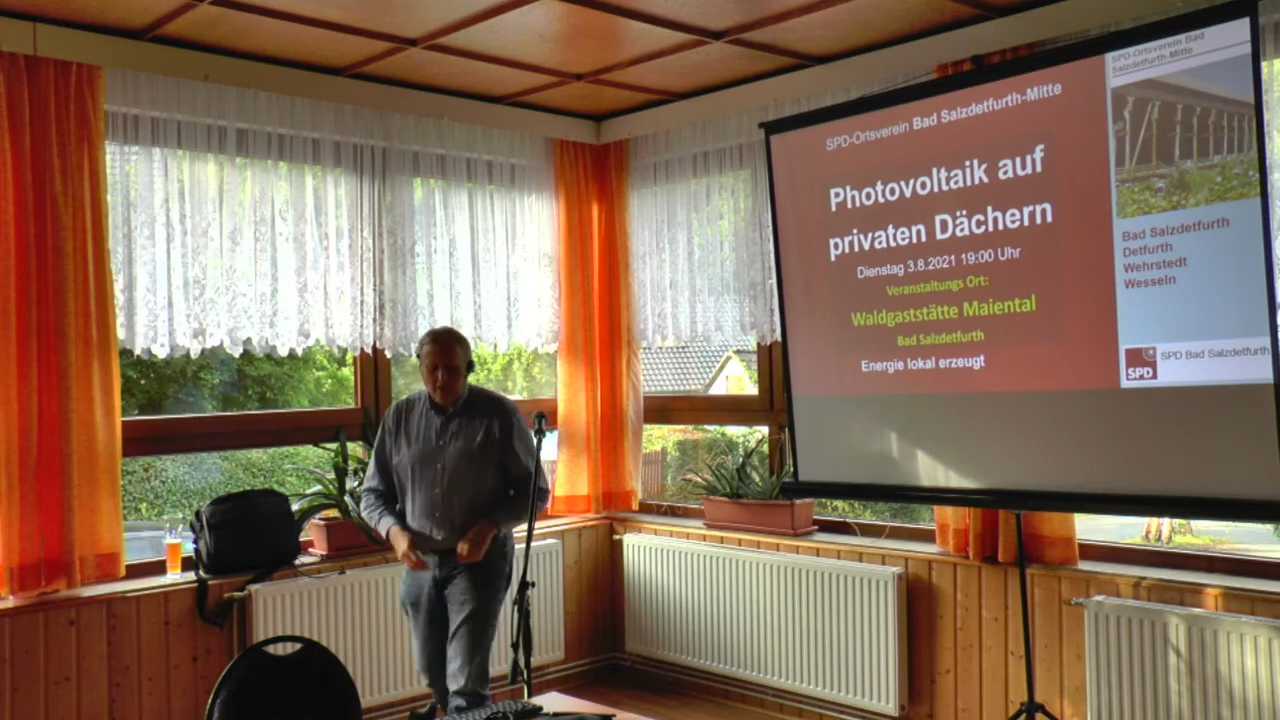 SPD-Ortsverein Bad Salzdetfurth-Mitte
Photovoltaik auf
privaten Dächern
Dienstag 3.8.2021 19:00 Uhr
Veranstaltungs Ort:
Waldgaststätte Maiental
Bad Salzdetfurth
Energie lokal erzeugt
SPD-Ortsverein Bad
Salzdetfurth-Mitte
Bad Salzdetfurth
Detfurth
Wehrstedt
Wesseln
SPD
SPD Bad Salzdetfurth